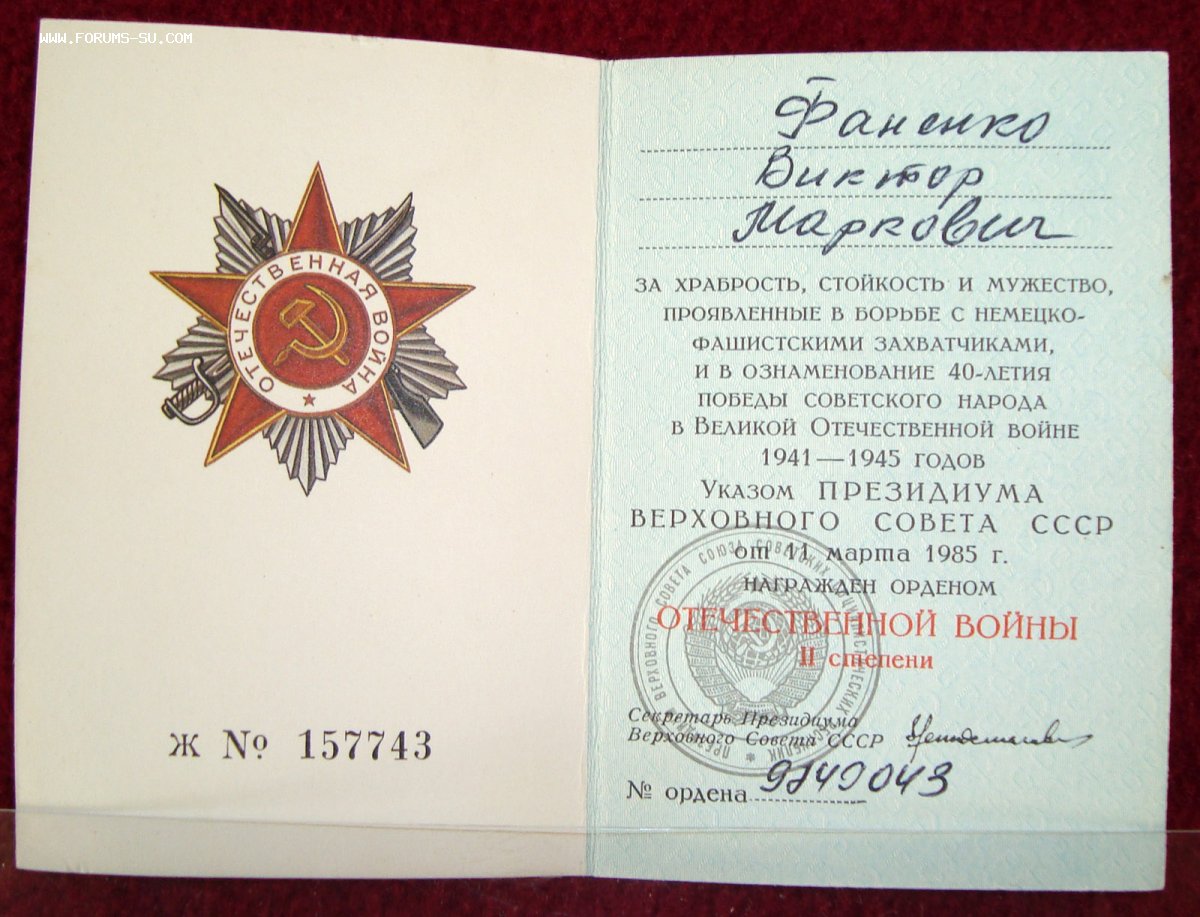 www.forums-su.com
ОТЕЧЕСТВЕННАЯ ВОЙНА
Ж № 157743
Фаненко
Виктор
Маркович
ЗА ХРАБРОСТЬ, СТОЙКОСТЬ И МУЖЕСТВО,
ПРОЯВЛЕННЫЕ В БОРЬБЕ С НЕМЕЦКО-
ФАШИСТСКИМИ ЗАХВАТЧИКАМИ,
И В ОЗНАМЕНОВАНИЕ 40-ЛЕТИЯ
ПОБЕДЫ СОВЕТСКОГО НАРОДА
В ВЕЛИКОЙ ОТЕЧЕСТВЕННОЙ ВОЙНЕ
1941—1945 ГОДОВ
УКАЗОМ ПРЕЗИДИУМА
ВЕРХОВНОГО СОВЕТА СССР
от 11 марта 1985 г.
НАГРАЖДЕН ОРДЕНОМ
ОТЕЧЕСТВЕННОЙ ВОЙНЫ
II степени
Секретарь Президиума
Верховного Совета СССР
№ ордена